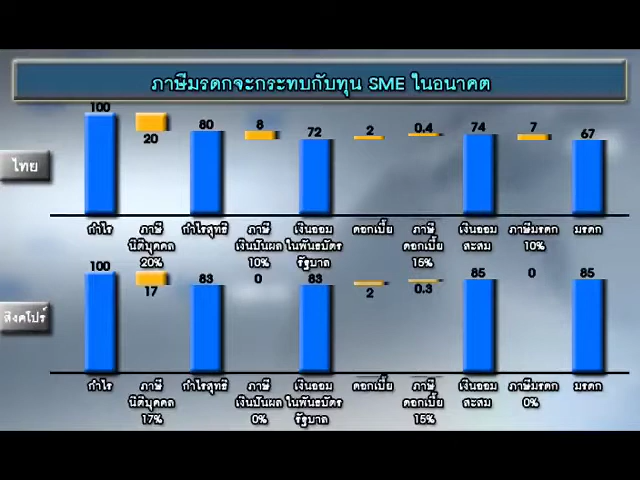 ภาษีมรดกจะกระทบกับทุน SME ในอนาคต
ไทย
100 20 80 8 72 2 0.4 74 7 67
กำไร ภาษี กำไรสุทธิ ภาษี เงินออม ดอกเบี้ย ภาษี เงินออม ภาษีมรดก มรดก
นิติบุคคล เงินปันผล ในพันธบัตร ดอกเบี้ย สะสม 10%
20% 10% รัฐบาล 15%
สิงคโปร์
100 17 83 0 83 2 0.3 85 0 85
กำไร ภาษี กำไรสุทธิ ภาษี เงินออม ดอกเบี้ย ภาษี เงินออม ภาษีมรดก มรดก
นิติบุคคล เงินปันผล ในพันธบัตร ดอกเบี้ย สะสม 0%
17% 0% รัฐบาล 15%